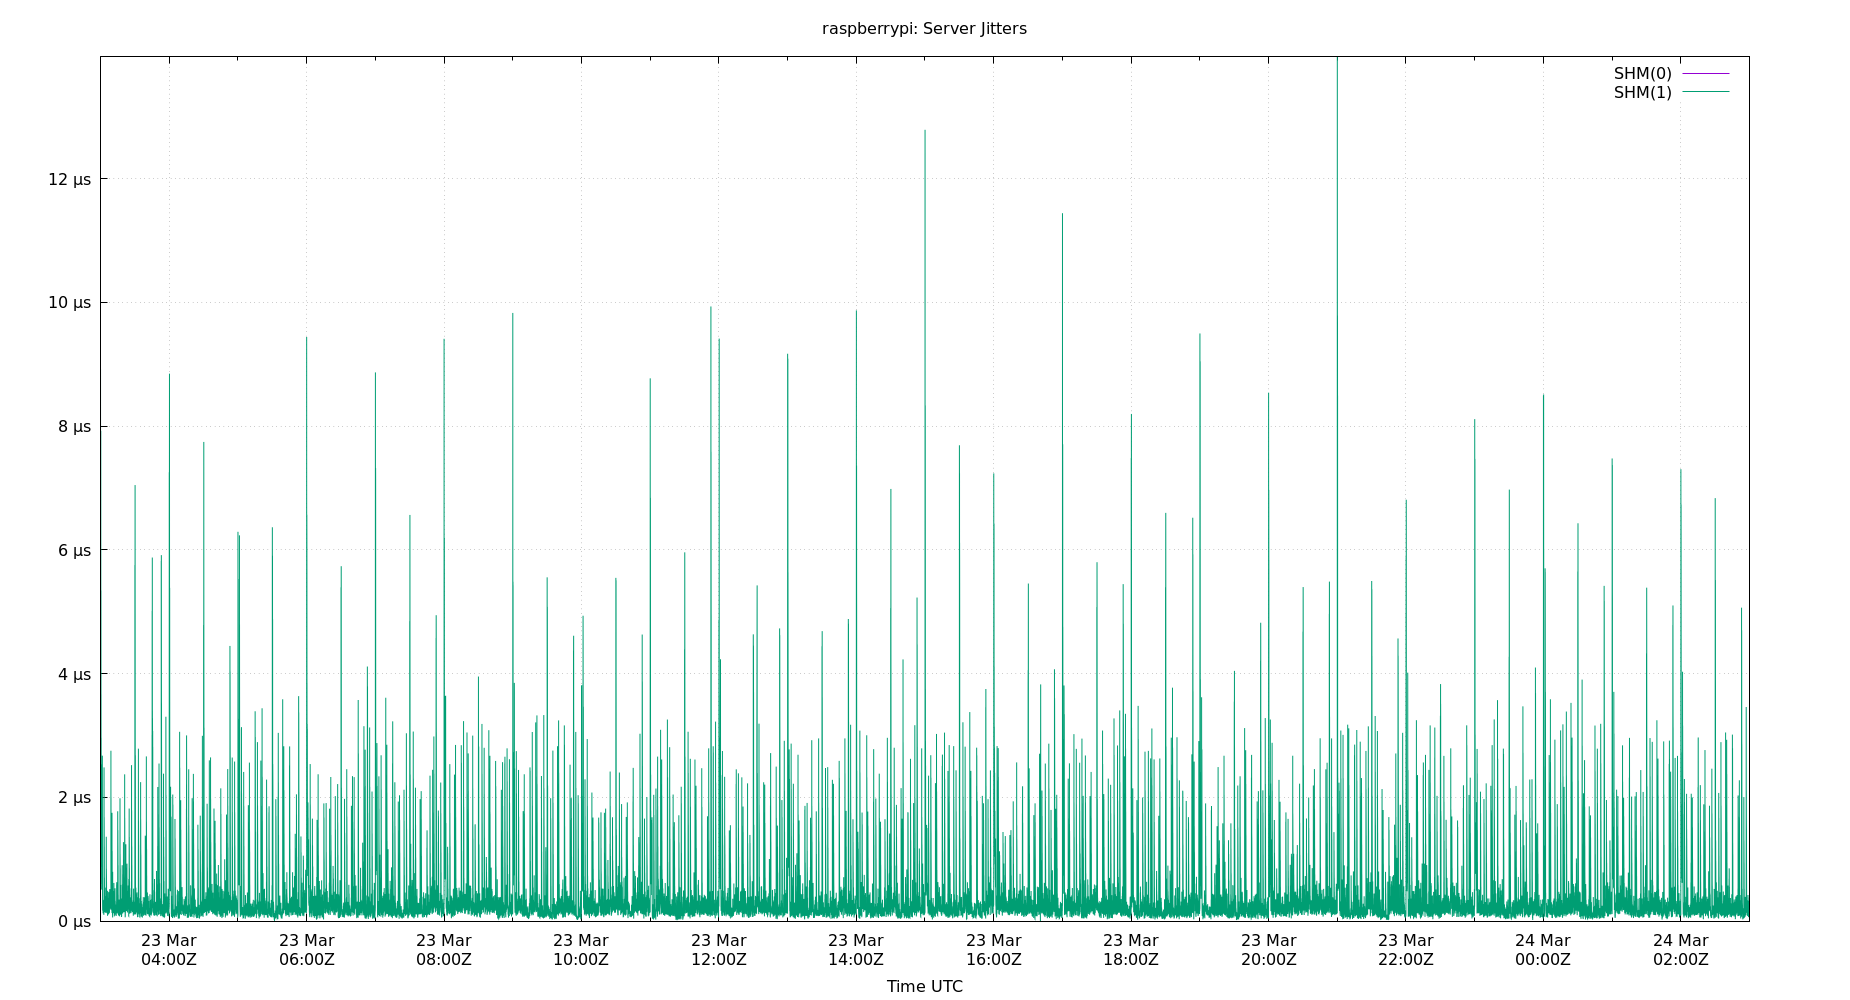 raspberrypi: Server Jitters
SHM(0)
SHM(1)
12 µs
10 µs
8 µs
6 µs
4 µs
2 µs
0 µs
23 Mar 23 Mar 23 Mar 23 Mar 23 Mar 23 Mar 23 Mar 23 Mar 23 Mar 23 Mar 24 Mar 24 Mar
04:00Z 06:00Z 08:00Z 10:00Z 12:00Z 14:00Z 16:00Z 18:00Z 20:00Z 22:00Z 00:00Z 02:00Z
Time UTC